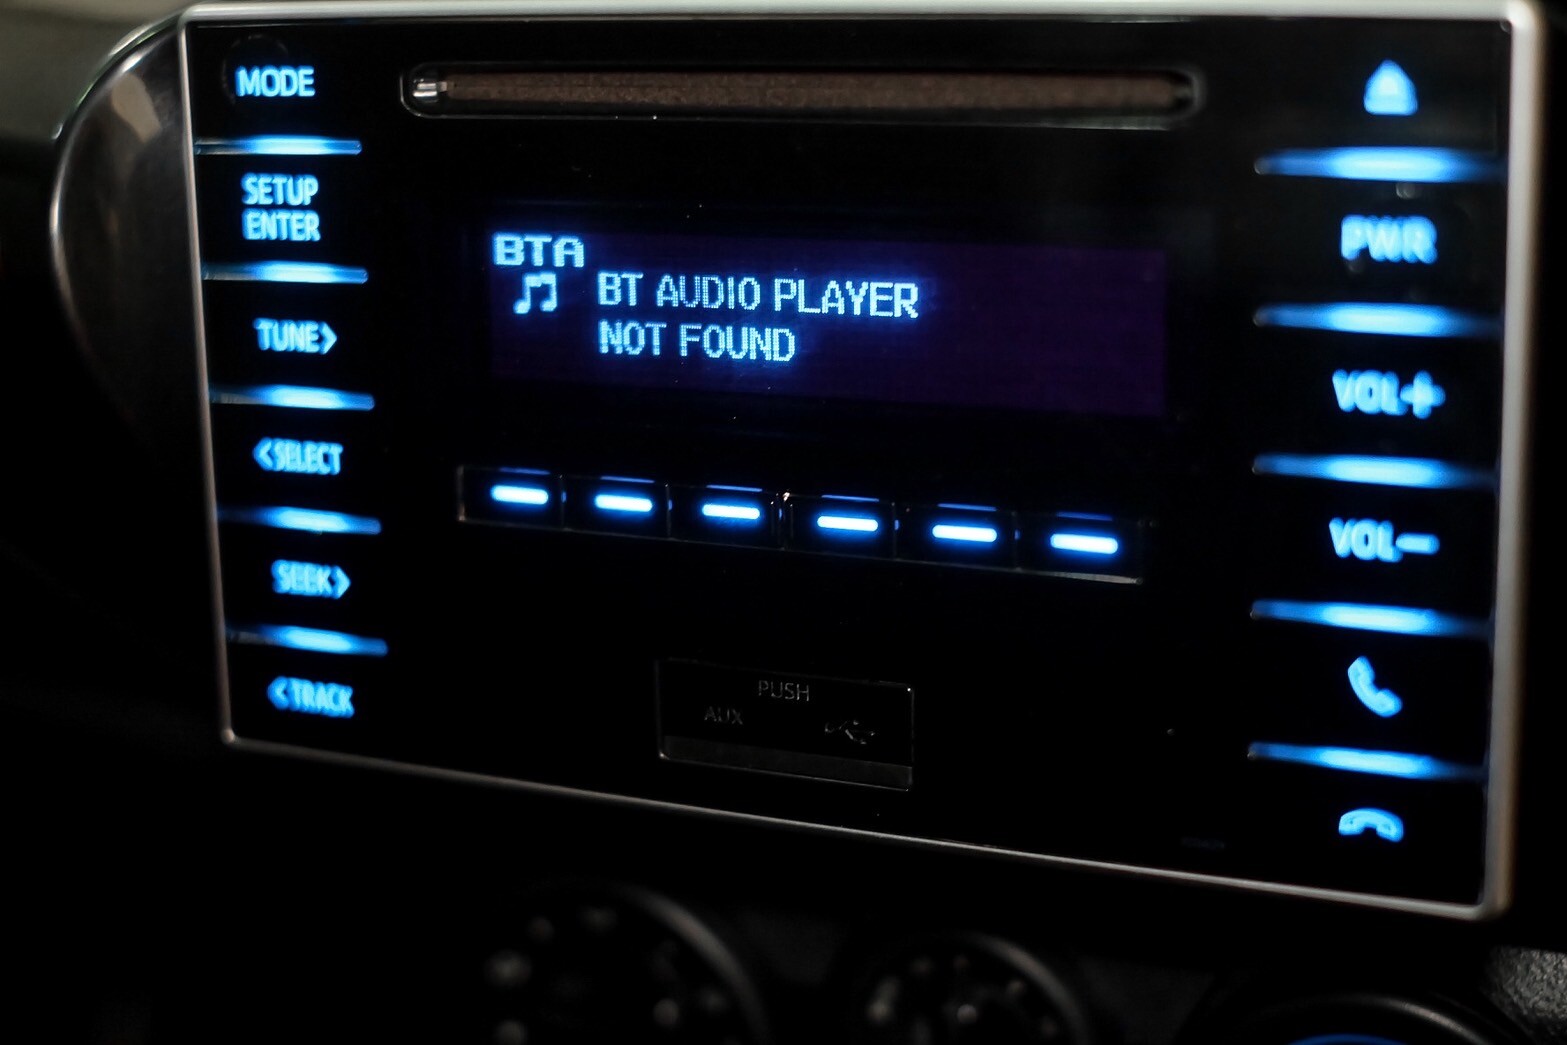 MODE
SETUP
ENTER
TUNE>
<SELECT
SEEK>
<TRACK
BTA
BT AUDIO PLAYER
NOT FOUND
PUSH
AUX
PWR
VOL+
VOL-